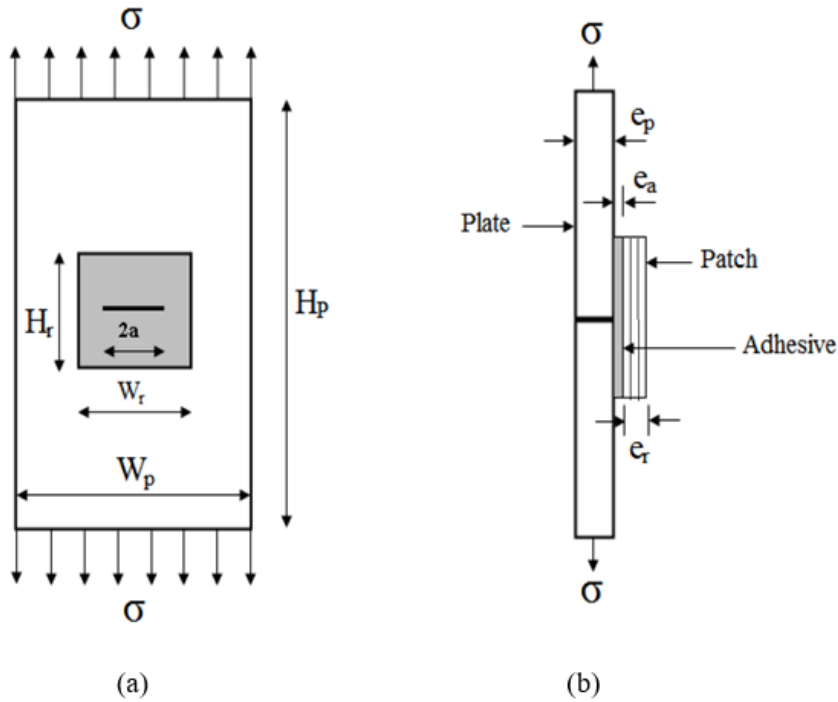 σ
H_r
2a
W_r
H_p
W_p
σ
(a)
σ
e_p
e_a
Plate
Patch
Adhesive
e_r
σ
(b)